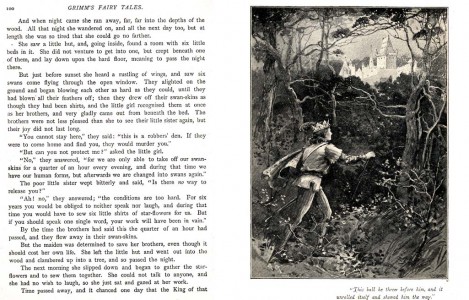 100 GRIMM'S FAIRY TALES.
And when night came she ran away, far, far into the depths of the
wood. All that night she wandered on, and all the next day too, but at
length she was so tired that she could go no farther.
She saw a little hut, and, going inside, found a room with six little
beds in it. She did not venture to get into one, but crept beneath one
of them, and lay down upon the hard floor, meaning to pass the night
there.
But just before sunset she heard a rustling of wings, and saw six
swans come flying through the open window. They alighted on the
ground and began blowing each other as hard as they could, until they
had blown all their feathers off; then they drew off their swan-skins as
though they had been shirts, and the little girl recognised them at once
as her brothers, and very gladly came out from beneath the bed. The
brothers were not less pleased than she to see their little sister again, but
their joy did not last long.
"You cannot stay here," they said: "this is a robbers' den. If they
were to come home and find you, they would murder you."
"But can you not protect me?" asked the little girl.
"No," they answered, "for we are only able to take off our swan-
skins for a quarter of an hour every evening, and during that time we
have our human forms, but afterwards we are changed into swans again."
The poor little sister wept bitterly and said, "Is there no way to
release you?"
"Ah! no," they answered; "the conditions are too hard. For six
years you would be obliged to neither speak nor laugh, and during that
time you would have to sew six little shirts of star-flowers for us. But
if you should speak one single word, your work will have been in vain."
By the time the brothers had said this the quarter of an hour had
passed, and they flew away in their swan-skins.
But the maiden was determined to save her brothers, even though it
should cost her own life. She left the little hut and went out into the
wood and clambered up into a tree, and so passed the night.
The next morning she slipped down and began to gather the star-
flowers and to sew them together. She could not talk to anyone, and
she had no wish to laugh, so she just sat and gazed at her work.
Time passed away, and it chanced one day that the King of that
"This ball he threw before him, and it
unrolled itself and showed him the way."